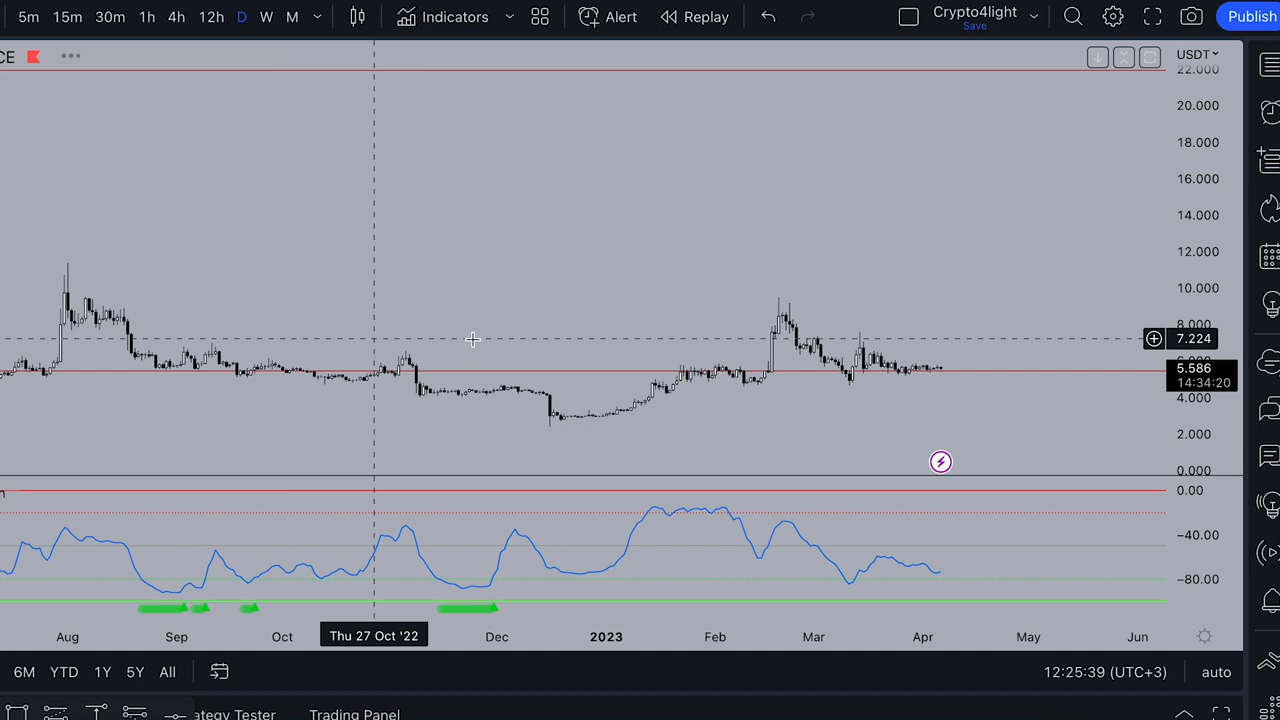 5m 15m 30m 1h 4h 12h D W M Indicators Alert Replay Crypto4light Publish
Save
CE USDT
22.000
20.000
18.000
16.000
14.000
12.000
10.000
8.000
7.224
5.586
14:34:20
4.000
2.000
0.000
n 0.00
−40.00
−80.00
Aug Sep Oct Thu 27 Oct '22 Dec 2023 Feb Mar Apr May Jun
6M YTD 1Y 5Y All 12:25:39 (UTC+3) auto
ategy Tester Trading Panel